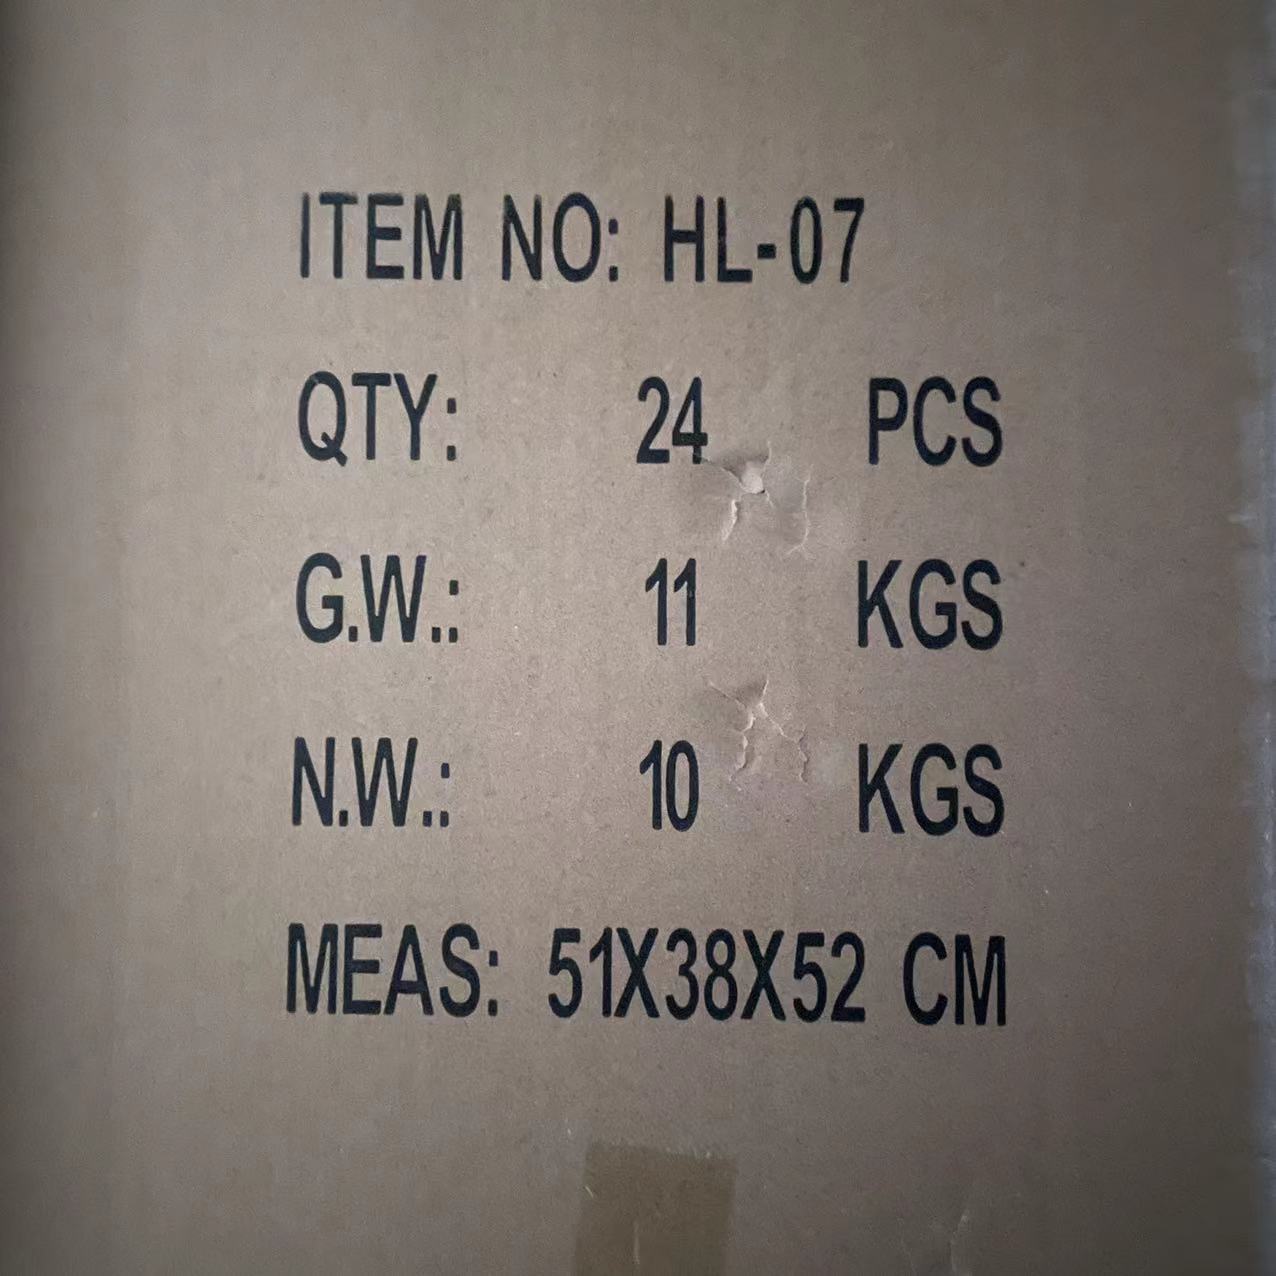 ITEM NO: HL-07
QTY: 24 PCS
G.W.: 11 KGS
N.W.: 10 KGS
MEAS: 51X38X52 CM